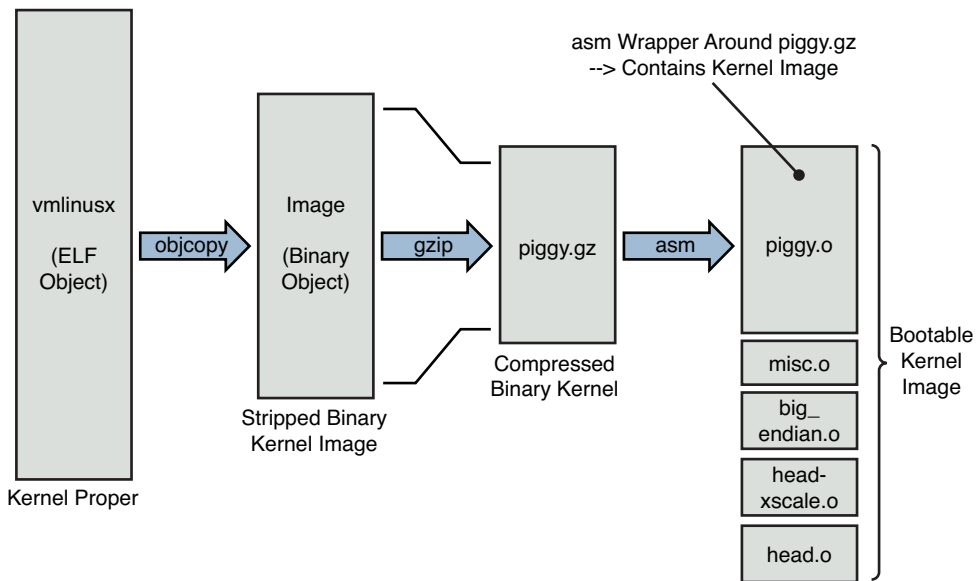 asm Wrapper Around piggy.gz
--> Contains Kernel Image
vmlinusx
(ELF
Object)
Kernel Proper
objcopy
Image
(Binary
Object)
Stripped Binary
Kernel Image
gzip
piggy.gz
Compressed
Binary Kernel
asm
piggy.o
misc.o
big_
endian.o
head-
xscale.o
head.o
Bootable
Kernel
Image